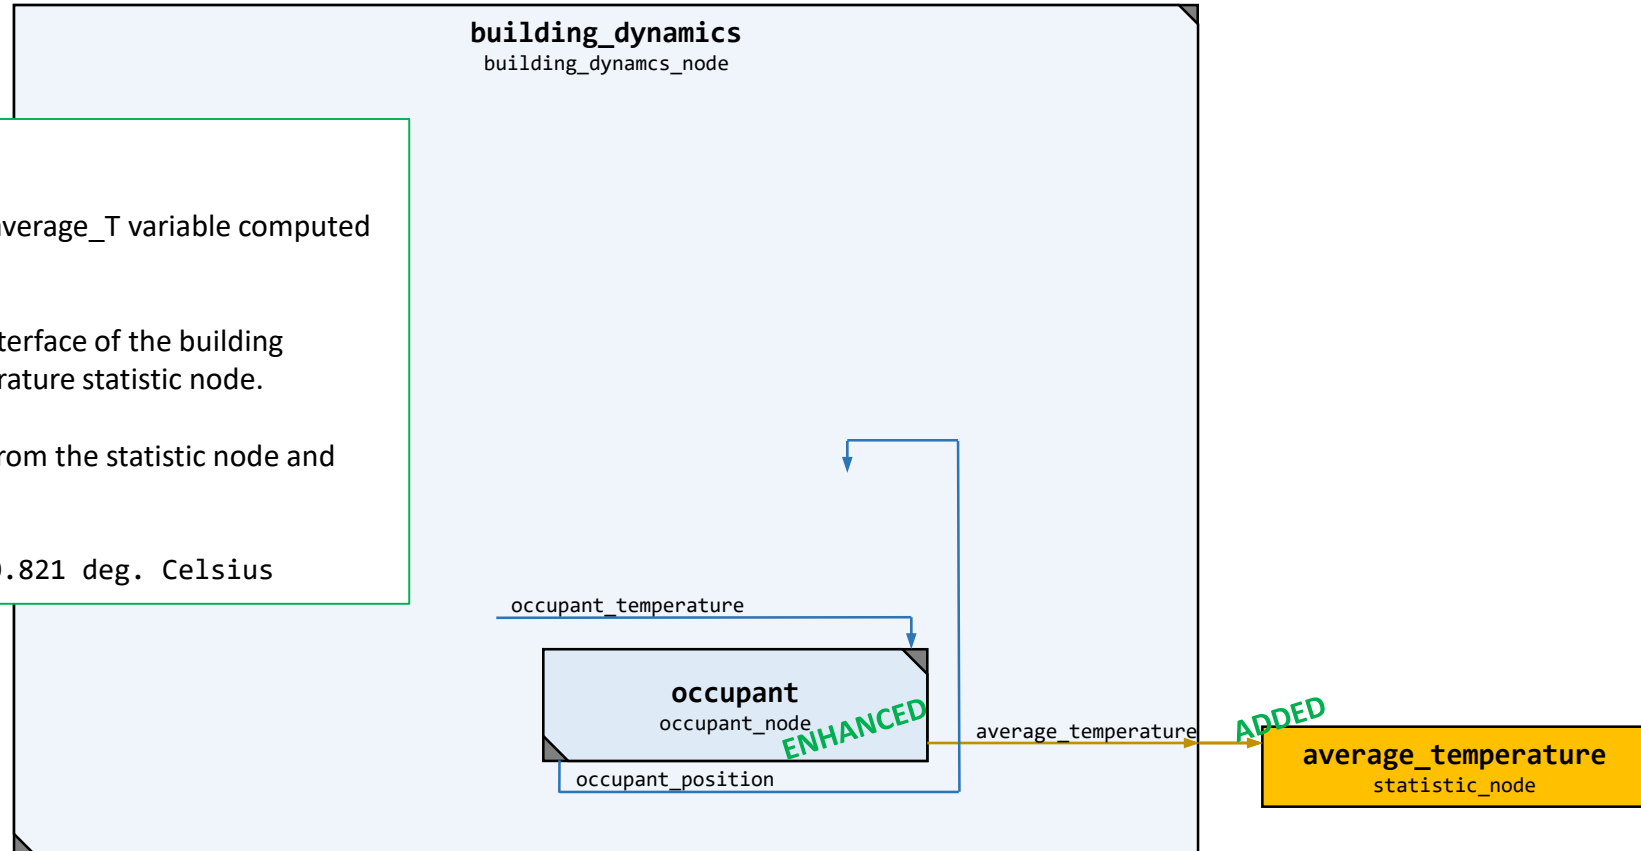 building_dynamics
building_dynamcs_node
average_T variable computed
terface of the building
rature statistic node.
rom the statistic node and
.821 deg. Celsius
occupant_temperature
occupant
occupant_node
ENHANCED
occupant_position
average_temperature
ADDED
average_temperature
statistic_node